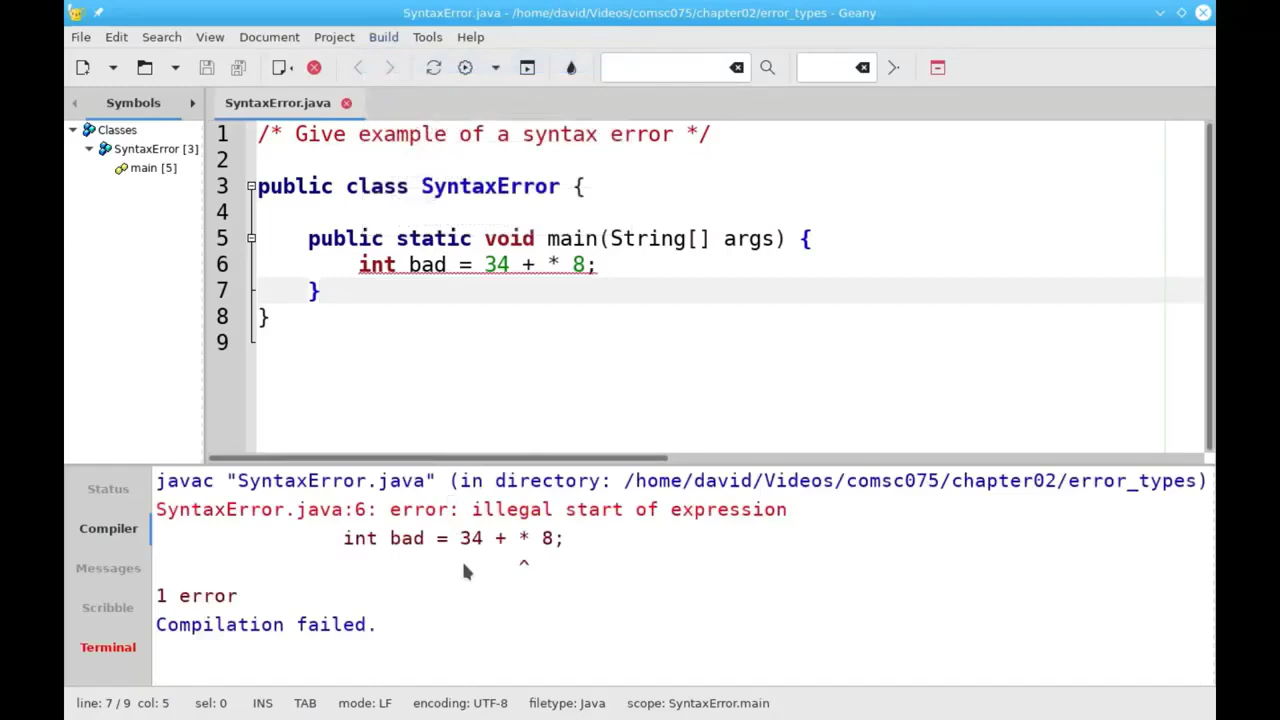 SyntaxError.java - /home/david/Videos/comsc075/chapter02/error_types - Geany
File Edit Search View Document Project Build Tools Help
Symbols
SyntaxError.java
Classes
SyntaxError [3]
main [5]
1 /* Give example of a syntax error */
2
3 public class SyntaxError {
4
5 public static void main(String[] args) {
6 int bad = 34 + * 8;
7 }
8 }
9
Status
Compiler
Messages
Scribble
Terminal
javac "SyntaxError.java" (in directory: /home/david/Videos/comsc075/chapter02/error_types)
SyntaxError.java:6: error: illegal start of expression
int bad = 34 + * 8;
^
1 error
Compilation failed.
line: 7 / 9 col: 5 sel: 0 INS TAB mode: LF encoding: UTF-8 filetype: Java scope: SyntaxError.main